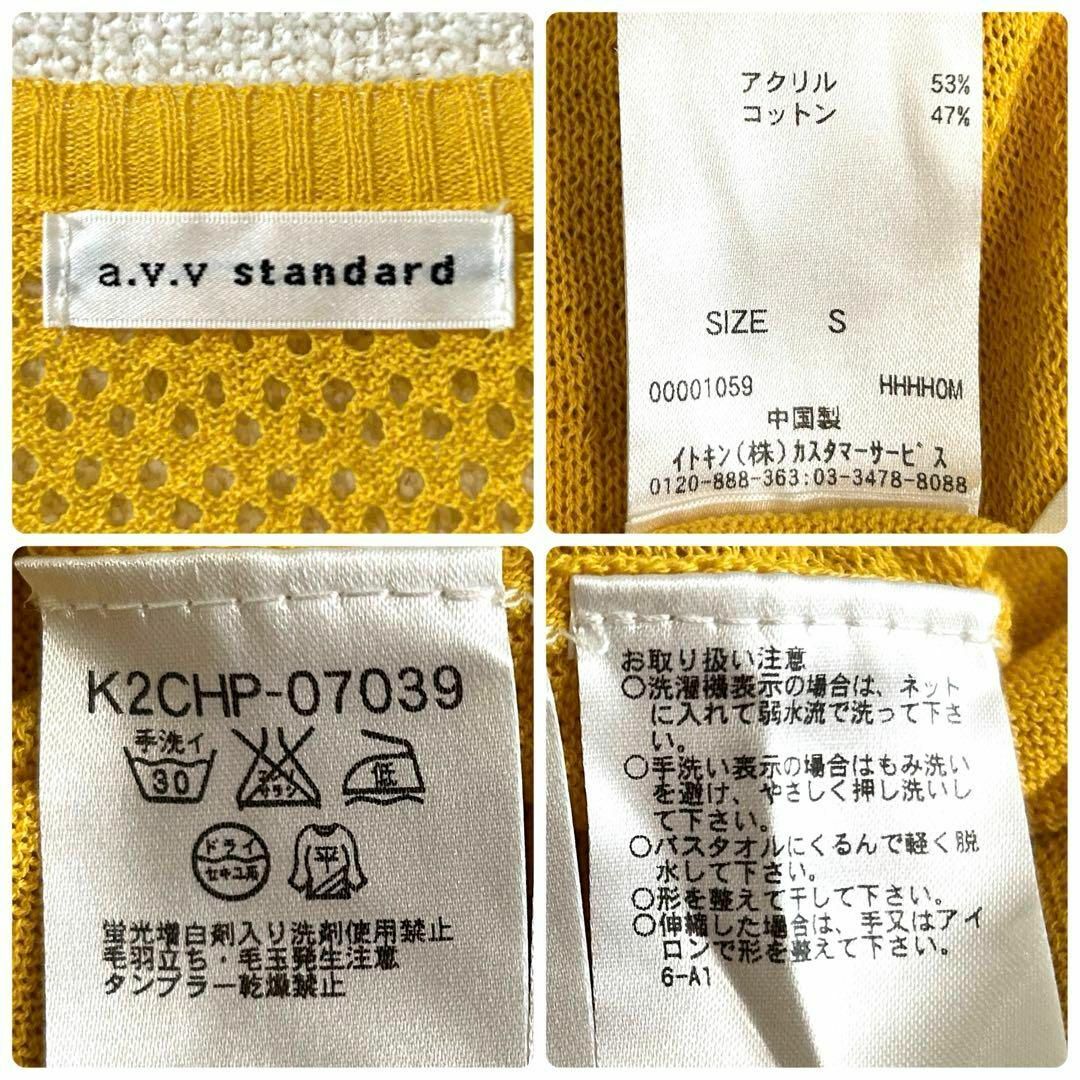 a.v.v standard
アクリル 53%
コットン 47%
SIZE S
00001059 HHHHOM
中国製
イトキン(株)カスタマーサービス
0120-888-363:03-3478-8088
K2CHP-07039
手洗イ
30
エンソ
サラシ
低
ドライ
セキユ系
平
蛍光増白剤入り洗剤使用禁止
毛羽立ち・毛玉発生注意
タンブラー乾燥禁止
お取り扱い注意
○洗濯機表示の場合は、ネット
に入れて弱水流で洗って下さ
い。
○手洗い表示の場合はもみ洗い
を避け、やさしく押し洗いし
て下さい。
○バスタオルにくるんで軽く脱
水して下さい。
○形を整えて干して下さい。
○伸縮した場合は、手又はアイ
ロンで形を整えて下さい。
6-A1